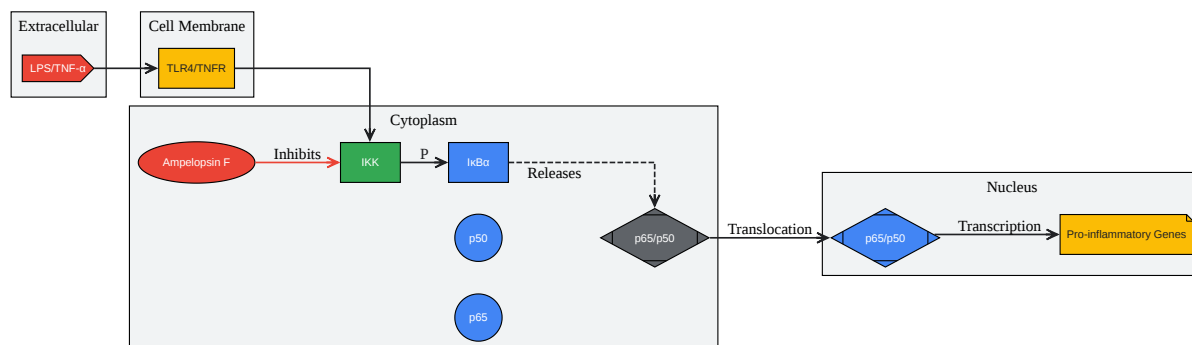 Extracellular
Cell Membrane
LPS/TNF-α
TLR4/TNFR
Cytoplasm
Ampelopsin F
Inhibits
IKK
P
IκBα
Releases
Nucleus
p50
p65/p50
Translocation
p65/p50
Transcription
Pro-inflammatory Genes
p65